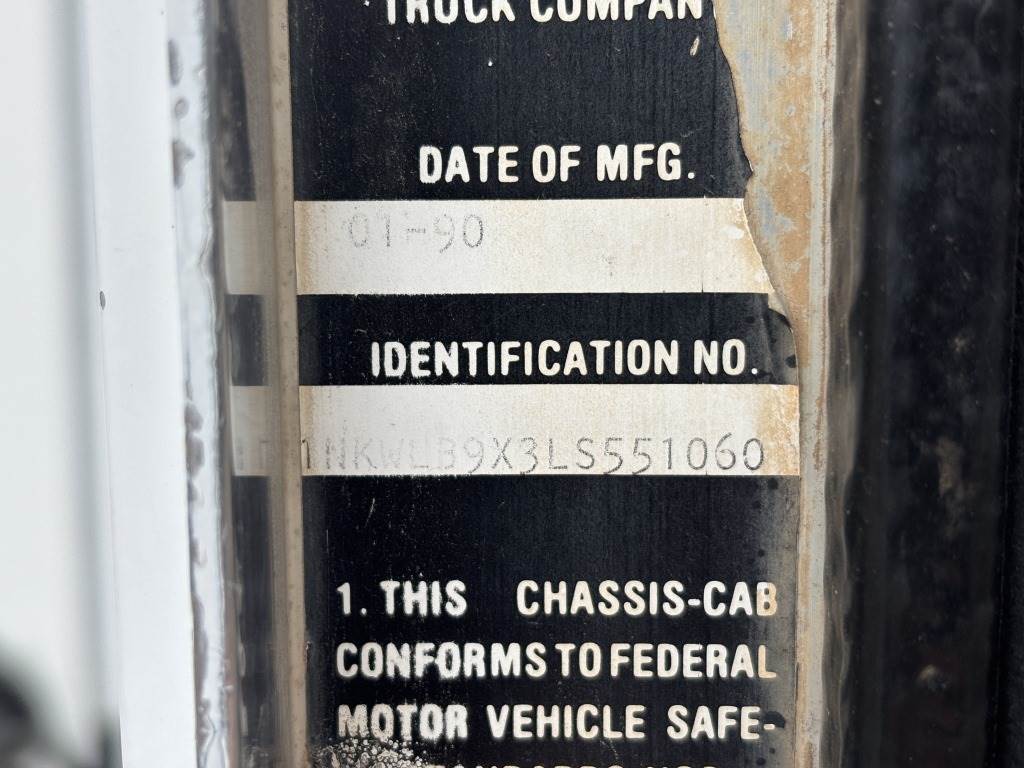 TRUCK COMPAN
DATE OF MFG.
01-90
IDENTIFICATION NO.
1NKWLB9X3LS551060
1. THIS CHASSIS-CAB
CONFORMS TO FEDERAL
MOTOR VEHICLE SAFE-